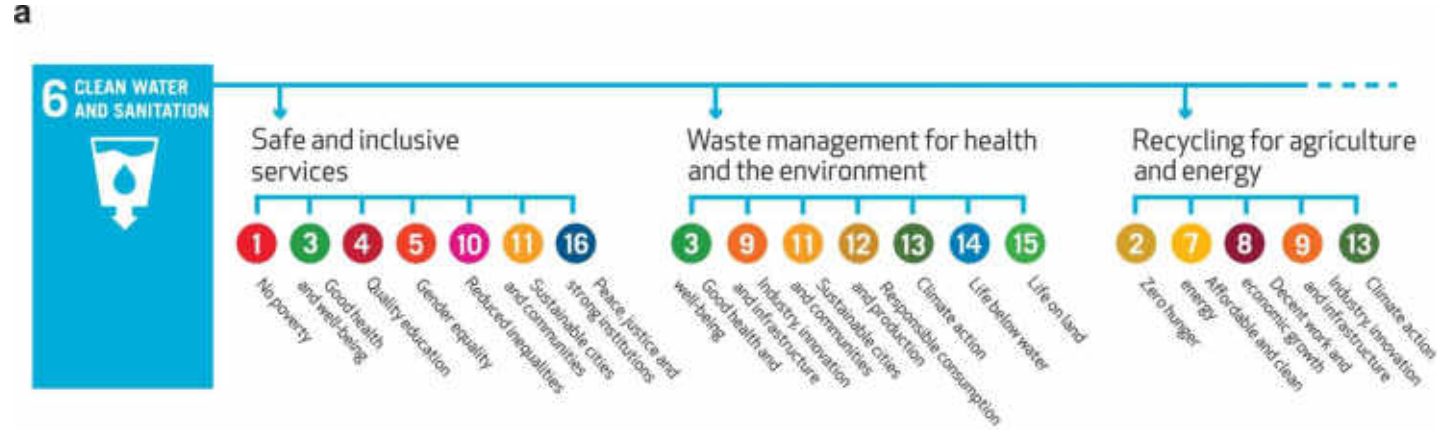 a
6 CLEAN WATER
AND SANITATION
Safe and inclusive
services
1
3
4
5
10
11
16
No poverty
Good health
and well-being
Quality education
Gender equality
Reduced inequalities
Sustainable cities
and communities
Peace, justice and
strong institutions
Waste management for health
and the environment
3
9
11
12
13
14
15
Good health and
well-being
Industry, innovation
and infrastructure
Sustainable cities
and communities
Responsible consumption
and production
Climate action
Life below water
Life on land
Recycling for agriculture
and energy
2
7
8
9
13
Zero hunger
Affordable and clean
energy
Decent work and
economic growth
Industry, innovation
and infrastructure
Climate action